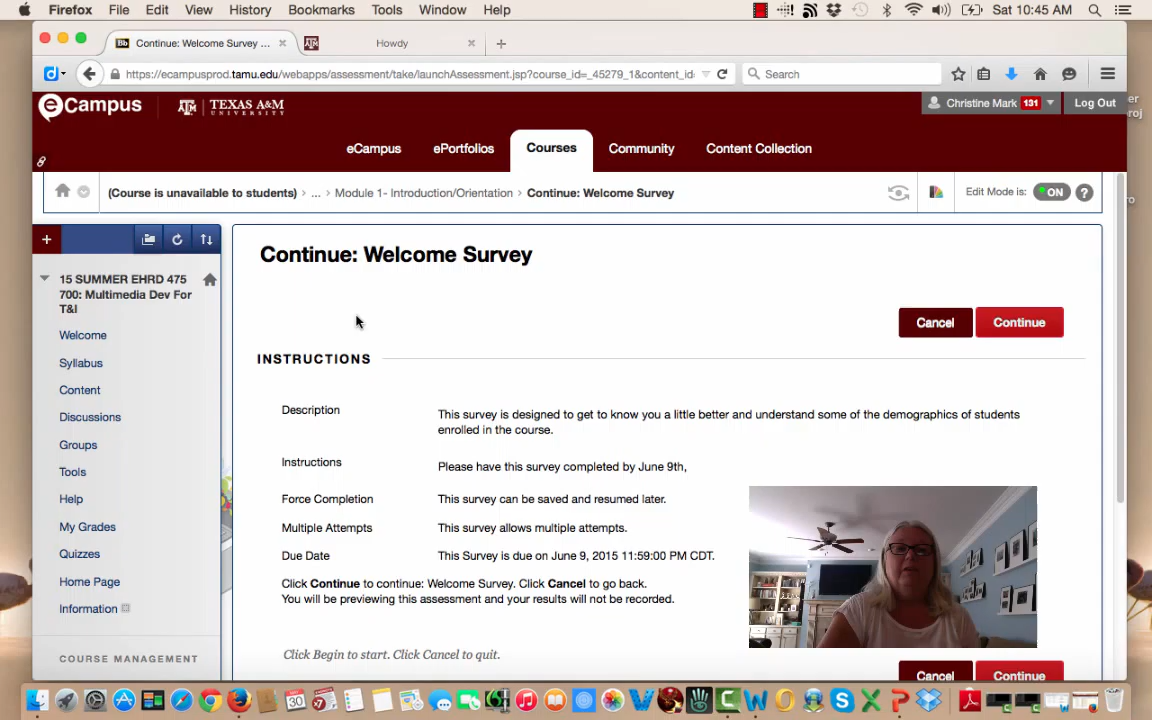 Firefox File Edit View History Bookmarks Tools Window Help Sat 10:45 AM
Continue: Welcome Survey ... Howdy
https://ecampusprod.tamu.edu/webapps/assessment/take/launchAssessment.jsp?course_id=_45279_1&content_id: Search
eCampus TEXAS A&M UNIVERSITY Christine Mark 131 Log Out
eCampus ePortfolios Courses Community Content Collection
(Course is unavailable to students) > ... > Module 1- Introduction/Orientation > Continue: Welcome Survey Edit Mode is: ON ?
15 SUMMER EHRD 475
700: Multimedia Dev For
T&I
Welcome
Syllabus
Content
Discussions
Groups
Tools
Help
My Grades
Quizzes
Home Page
Information
COURSE MANAGEMENT
Continue: Welcome Survey
Cancel Continue
INSTRUCTIONS
Description This survey is designed to get to know you a little better and understand some of the demographics of students
enrolled in the course.
Instructions Please have this survey completed by June 9th,
Force Completion This survey can be saved and resumed later.
Multiple Attempts This survey allows multiple attempts.
Due Date This Survey is due on June 9, 2015 11:59:00 PM CDT.
Click Continue to continue: Welcome Survey. Click Cancel to go back.
You will be previewing this assessment and your results will not be recorded.
Click Begin to start. Click Cancel to quit.
Cancel Continue